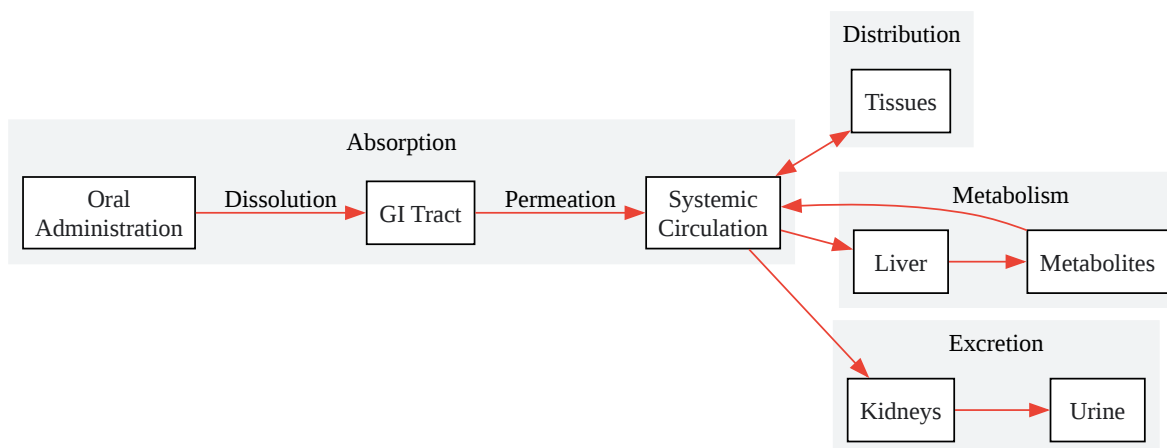 Distribution
Tissues
Absorption
Oral
Administration
Dissolution
GI Tract
Permeation
Systemic
Circulation
Metabolism
Liver
Metabolites
Excretion
Kidneys
Urine